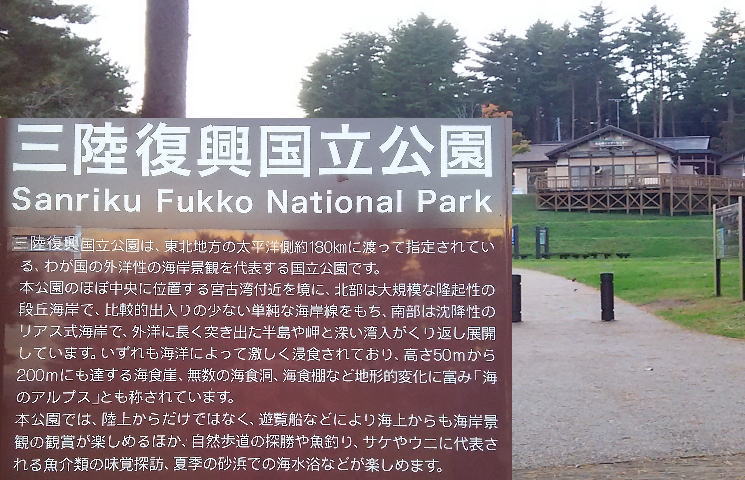 三陸復興国立公園
Sanriku Fukko National Park
三陸復興国立公園は、東北地方の太平洋側約180kmに渡って指定されてい
る、わが国の外洋性の海岸景観を代表する国立公園です。
本公園のほぼ中央に位置する宮古湾付近を境に、北部は大規模な隆起性の
段丘海岸で、比較的出入りの少ない単純な海岸線をもち、南部は沈降性の
リアス式海岸で、外洋に長く突き出た半島や岬と深い湾入がくり返し展開
しています。いずれも海洋によって激しく浸食されており、高さ50mから
200mにも達する海食崖、無数の海食洞、海食棚など地形的変化に富み「海
のアルプス」とも称されています。
本公園では、陸上からだけではなく、遊覧船などにより海上からも海岸景
観の観賞が楽しめるほか、自然歩道の探勝や魚釣り、サケやウニに代表さ
れる魚介類の味覚探訪、夏季の砂浜での海水浴などが楽しめます。